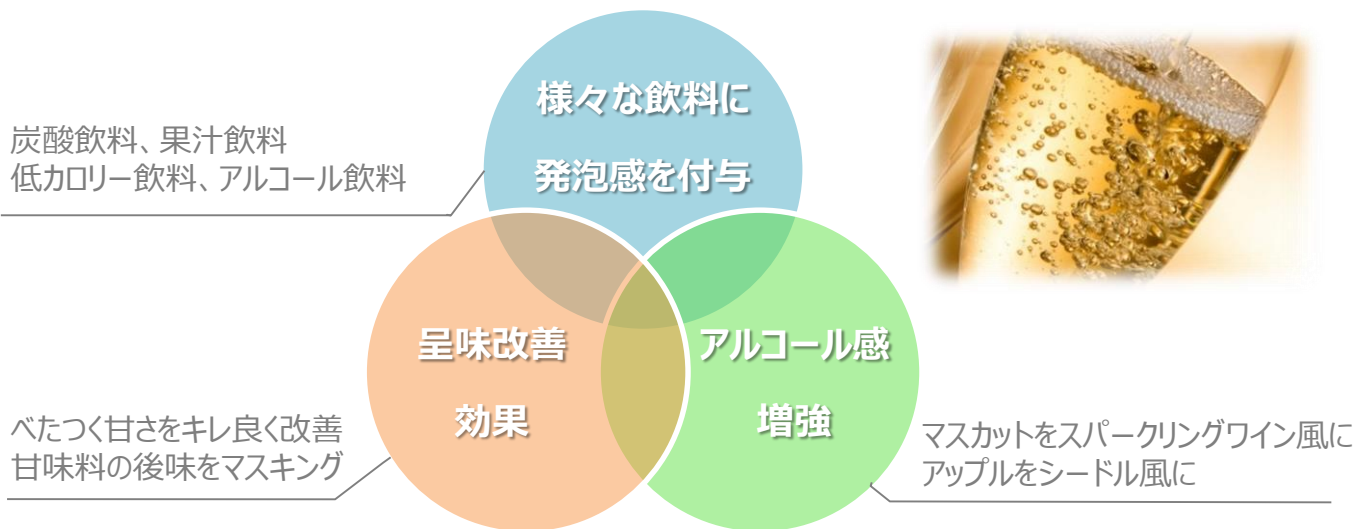 様々な飲料に
発泡感を付与
炭酸飲料、果汁飲料
低カロリー飲料、アルコール飲料
呈味改善
効果
アルコール感
増強
べたつく甘さをキレ良く改善
甘味料の後味をマスキング
マスカットをスパークリングワイン風に
アップルをシードル風に